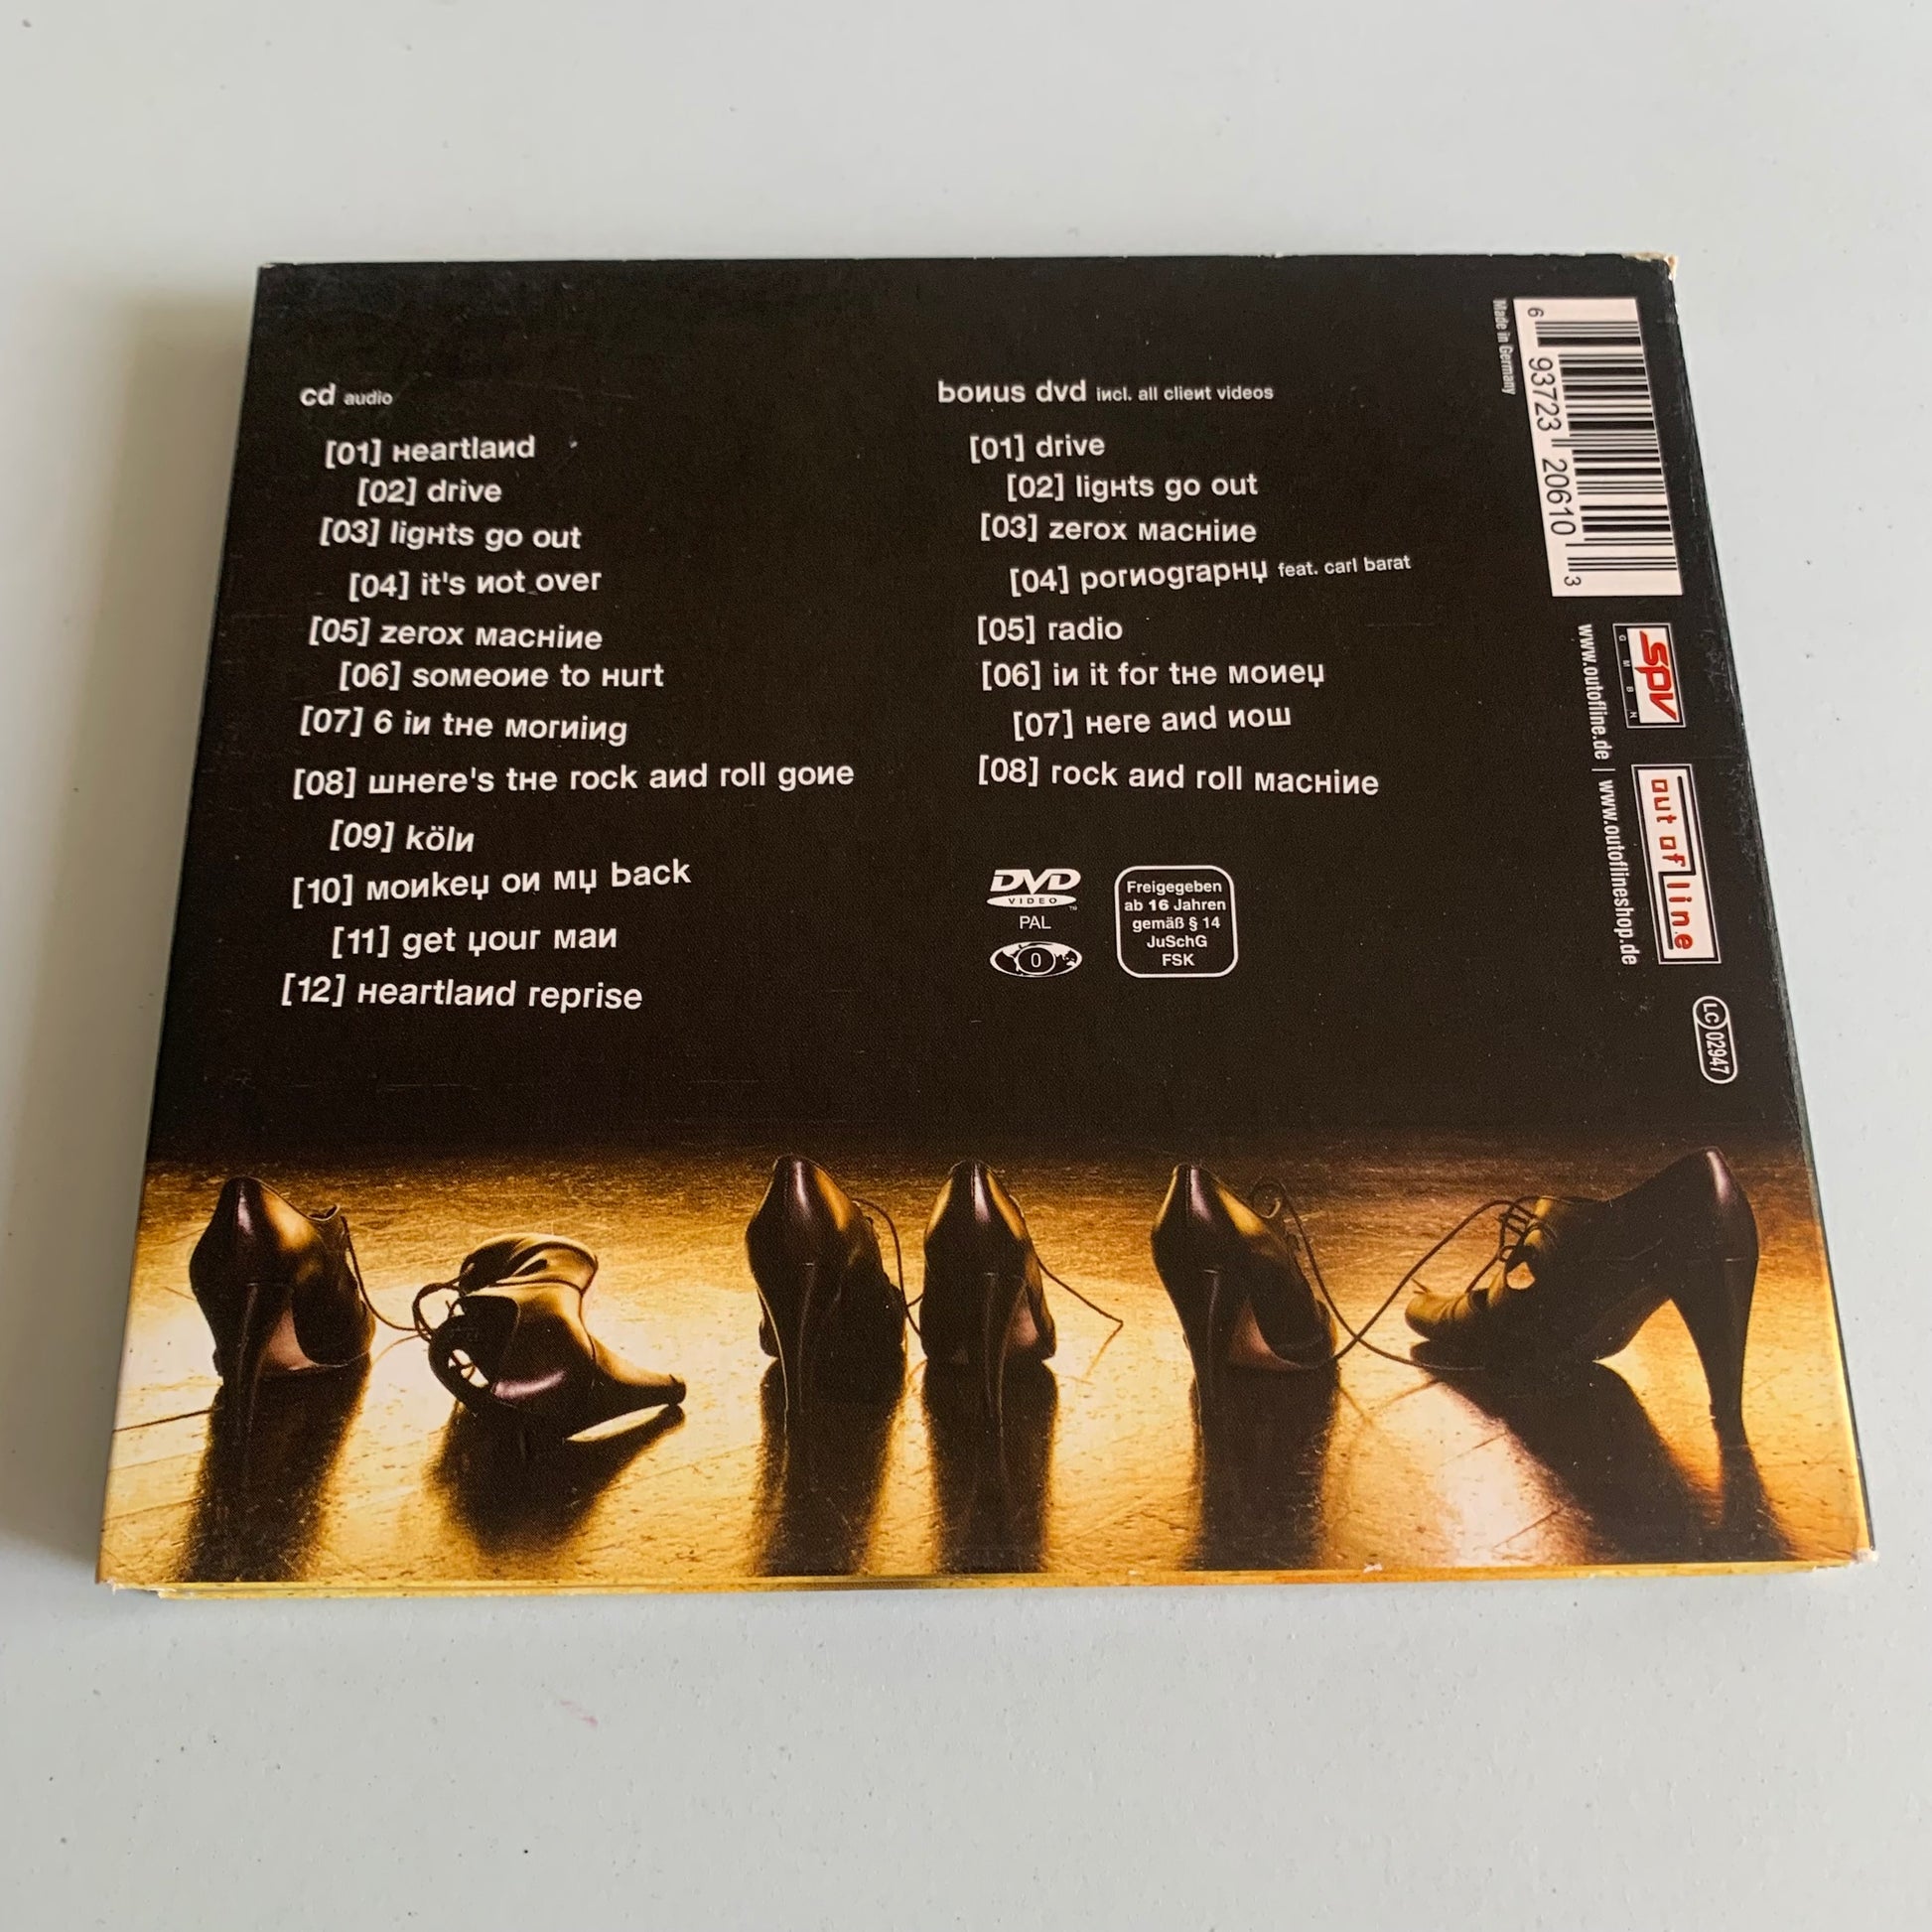 cd audio
[01] heartland
[02] drive
[03] lights go out
[04] it's not over
[05] zerox machine
[06] someone to hurt
[07] 6 in the morning
[08] where's the rock and roll gone
[09] köln
[10] monkey on my back
[11] get your man
[12] heartland reprise
bonus dvd incl. all client videos
[01] drive
[02] lights go out
[03] zerox machine
[04] pornography feat. carl barat
[05] radio
[06] in it for the money
[07] here and now
[08] rock and roll machine
DVD
VIDEO
PAL
0
Freigegeben
ab 16 Jahren
gemäß § 14
JuSchG
FSK
Made in Germany
6 93723 20610 3
spv
GMBH
out of line
www.outofline.de | www.outoflineshop.de
LC 02947